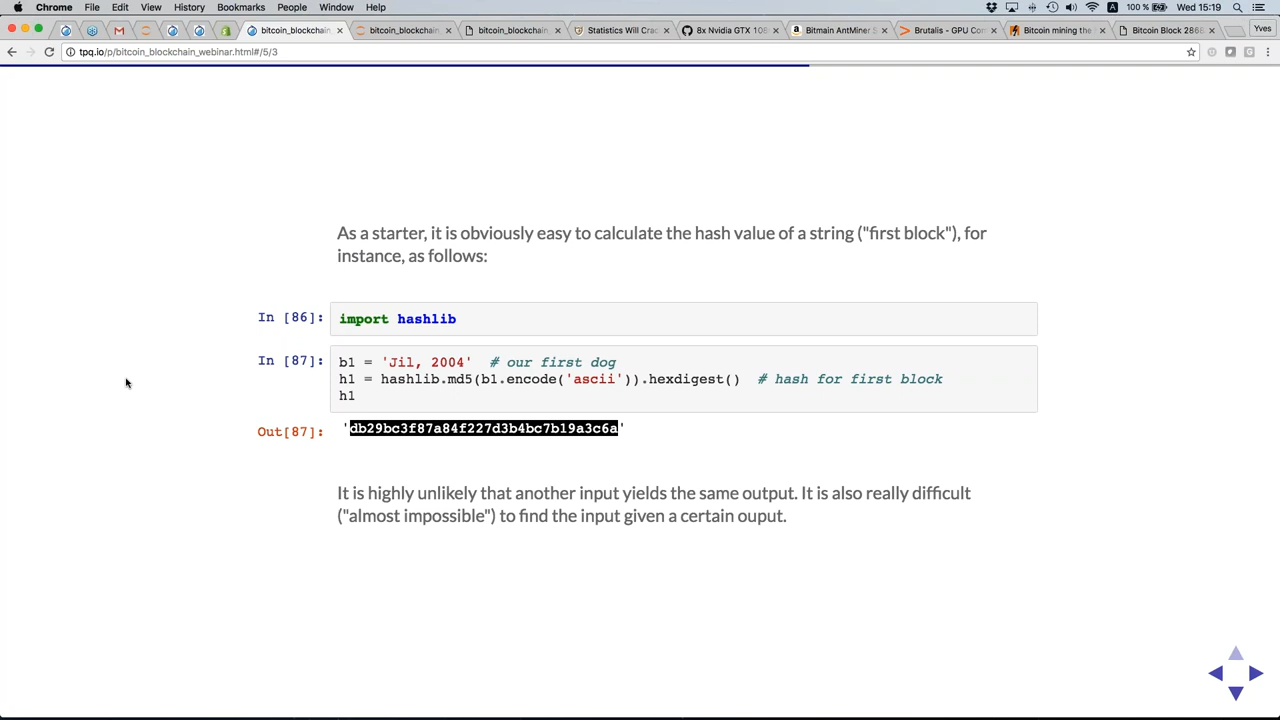 Chrome File Edit View History Bookmarks People Window Help 100 % Wed 15:19
bitcoin_blockchain_ bitcoin_blockchain_ bitcoin_blockchain_ Statistics Will Crac 8x Nvidia GTX 108 Bitmain AntMiner S Brutalis - GPU Com Bitcoin mining the Bitcoin Block 2868 Yves
tpq.io/p/bitcoin_blockchain_webinar.html#/5/3
As a starter, it is obviously easy to calculate the hash value of a string ("first block"), for
instance, as follows:
In [86]: import hashlib
In [87]: b1 = 'Jil, 2004' # our first dog
h1 = hashlib.md5(b1.encode('ascii')).hexdigest() # hash for first block
h1
Out[87]: 'db29bc3f87a84f227d3b4bc7b19a3c6a'
It is highly unlikely that another input yields the same output. It is also really difficult
("almost impossible") to find the input given a certain ouput.